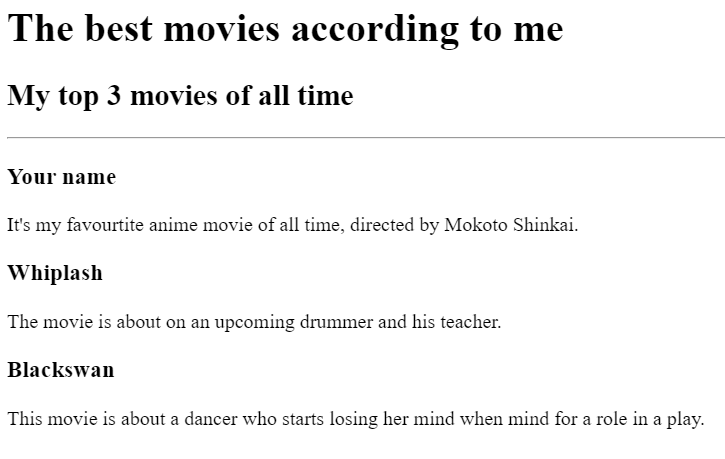 The best movies according to me
My top 3 movies of all time
Your name
It's my favourtite anime movie of all time, directed by Mokoto Shinkai.
Whiplash
The movie is about on an upcoming drummer and his teacher.
Blackswan
This movie is about a dancer who starts losing her mind when mind for a role in a play.